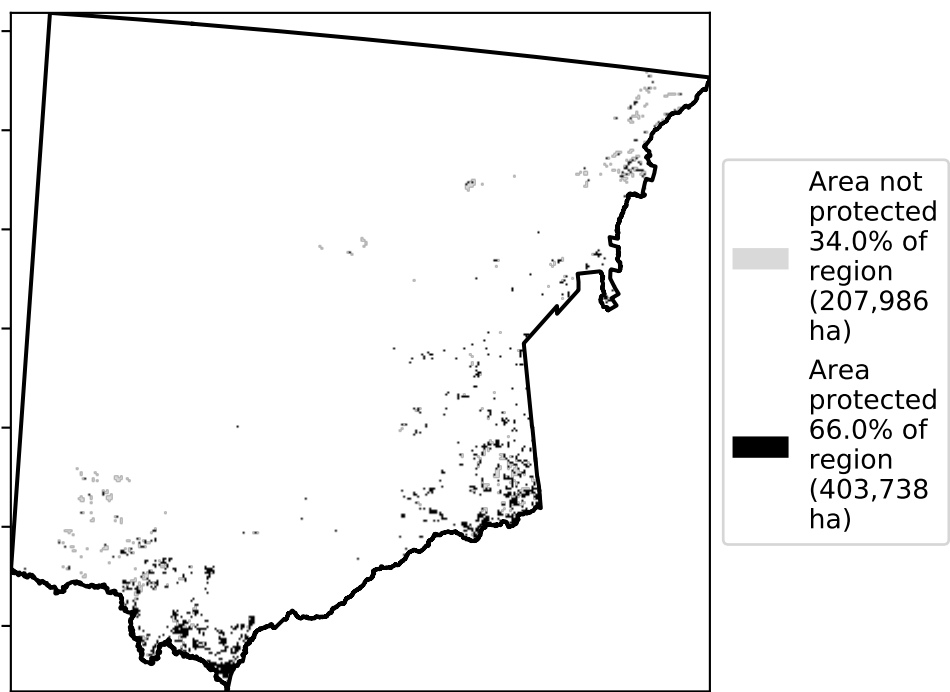 Area not
protected
34.0% of
region
(207,986
ha)
Area
protected
66.0% of
region
(403,738
ha)